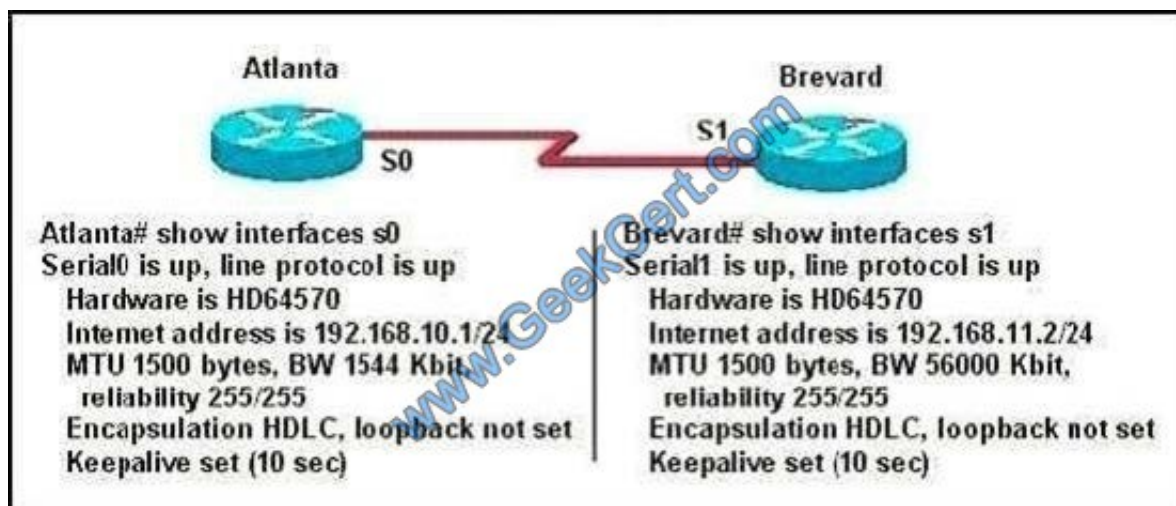 Atlanta
Brevard
S0
S1
Atlanta# show interfaces s0
Serial0 is up, line protocol is up
Hardware is HD64570
Internet address is 192.168.10.1/24
MTU 1500 bytes, BW 1544 Kbit,
reliability 255/255
Encapsulation HDLC, loopback not set
Keepalive set (10 sec)
Brevard# show interfaces s1
Serial1 is up, line protocol is up
Hardware is HD64570
Internet address is 192.168.11.2/24
MTU 1500 bytes, BW 56000 Kbit,
reliability 255/255
Encapsulation HDLC, loopback not set
Keepalive set (10 sec)
www.GeekCert.com